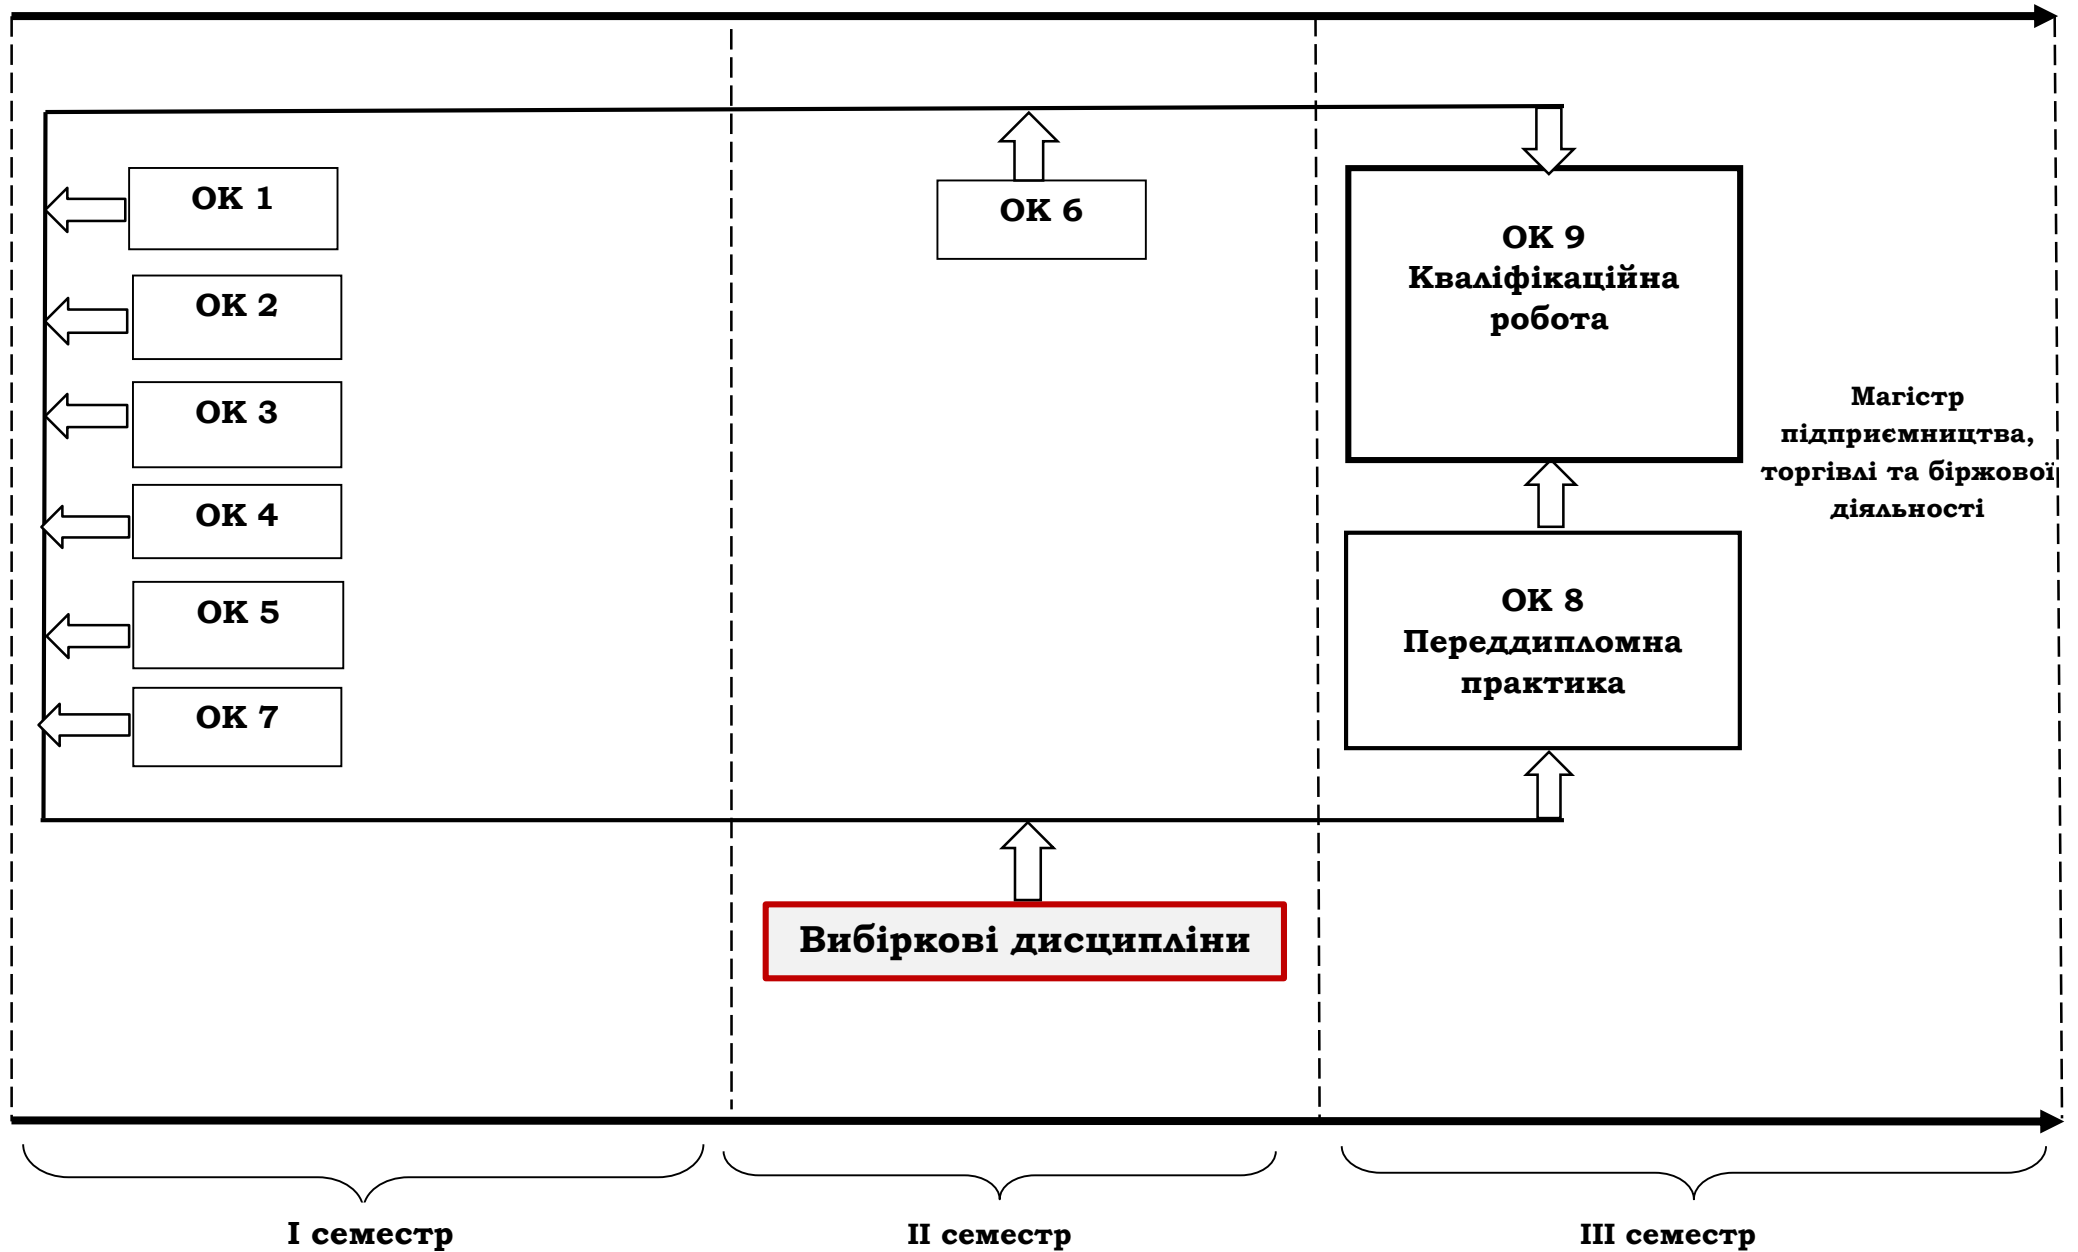 ОК 1
ОК 2
ОК 3
ОК 4
ОК 5
ОК 7
ОК 6
Вибіркові дисципліни
ОК 9
Кваліфікаційна
робота
ОК 8
Переддипломна
практика
Магістр
підприємництва,
торгівлі та біржової
діяльності
І семестр
ІІ семестр
ІІІ семестр